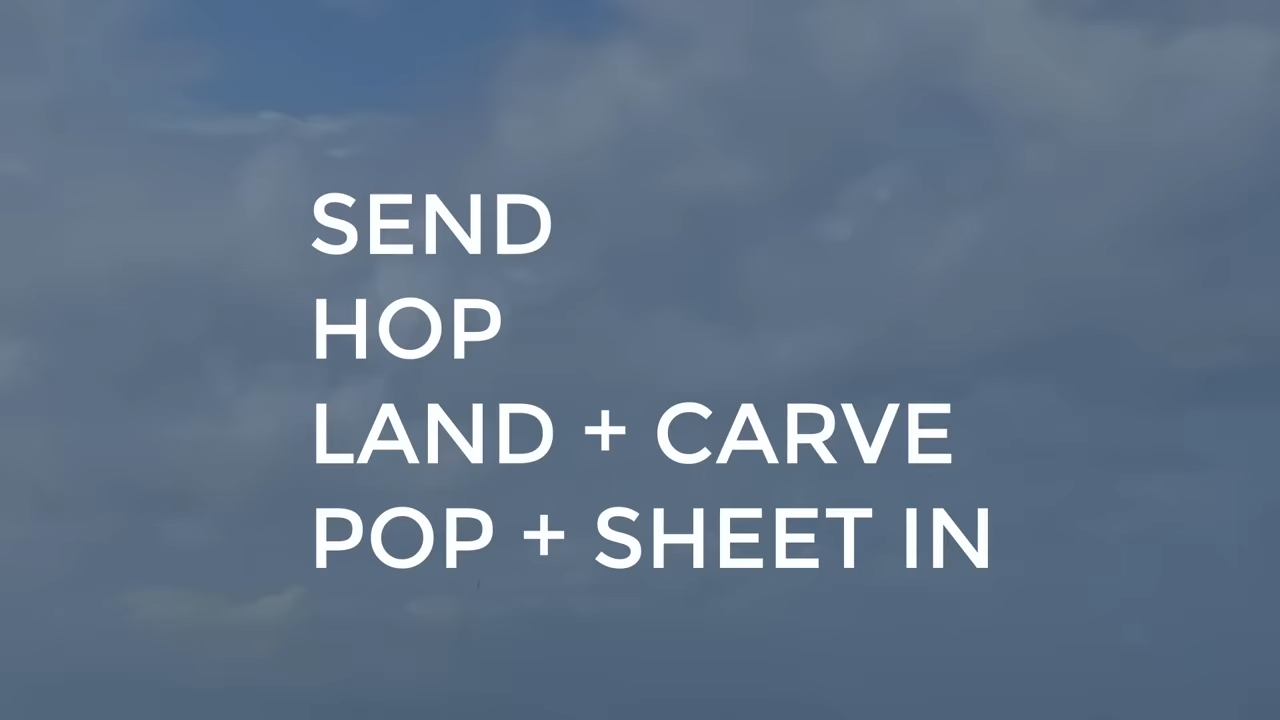 SEND
HOP
LAND + CARVE
POP + SHEET IN